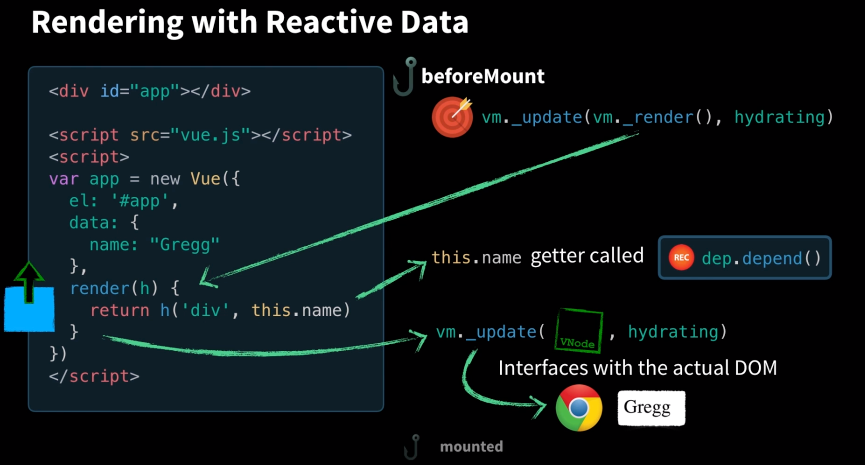 Rendering with Reactive Data
<div id="app"></div>
<script src="vue.js"></script>
<script>
var app = new Vue({
  el: '#app',
  data: {
    name: "Gregg"
  },
  render(h) {
    return h('div', this.name)
  }
})
</script>
beforeMount
vm._update(vm._render(), hydrating)
this.name getter called
REC dep.depend()
vm._update( VNode , hydrating)
Interfaces with the actual DOM
Gregg
mounted